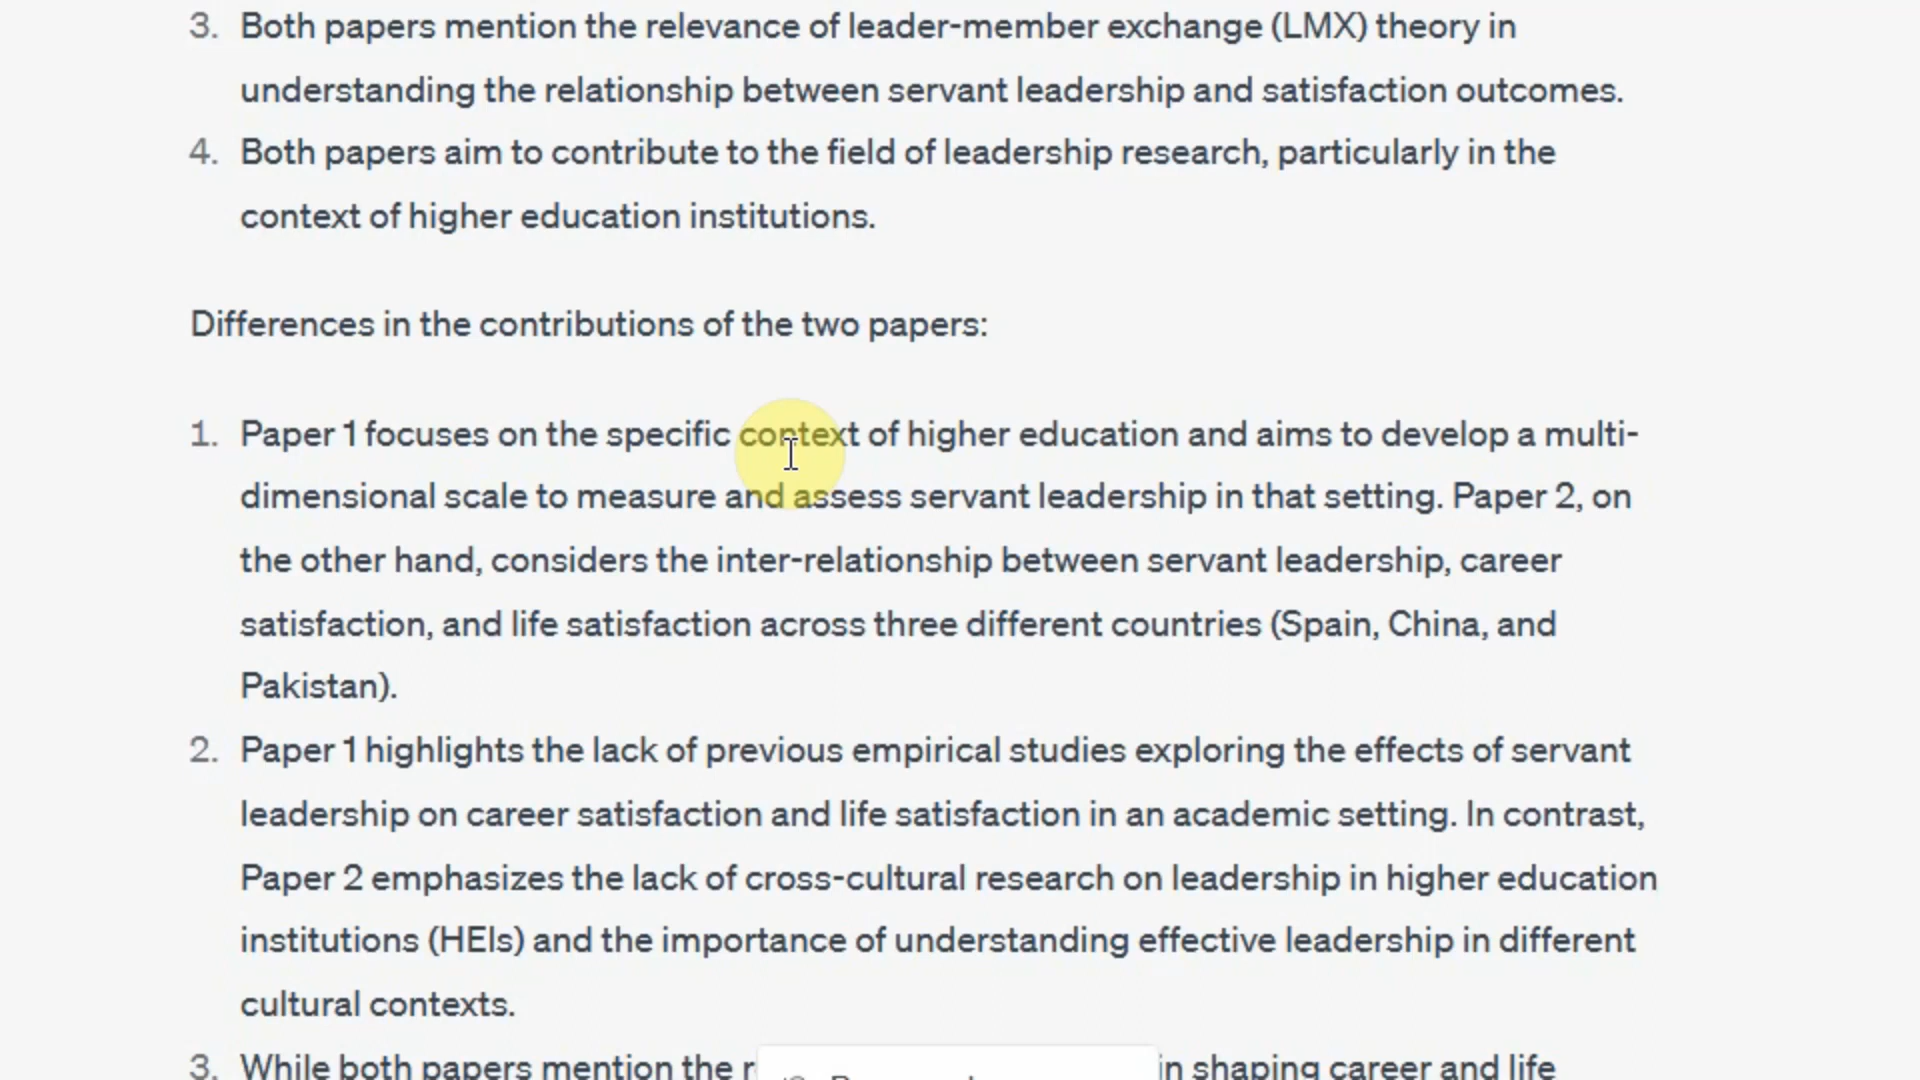 3. Both papers mention the relevance of leader-member exchange (LMX) theory in
understanding the relationship between servant leadership and satisfaction outcomes.
4. Both papers aim to contribute to the field of leadership research, particularly in the
context of higher education institutions.
Differences in the contributions of the two papers:
1. Paper 1 focuses on the specific context of higher education and aims to develop a multi-
dimensional scale to measure and assess servant leadership in that setting. Paper 2, on
the other hand, considers the inter-relationship between servant leadership, career
satisfaction, and life satisfaction across three different countries (Spain, China, and
Pakistan).
2. Paper 1 highlights the lack of previous empirical studies exploring the effects of servant
leadership on career satisfaction and life satisfaction in an academic setting. In contrast,
Paper 2 emphasizes the lack of cross-cultural research on leadership in higher education
institutions (HEIs) and the importance of understanding effective leadership in different
cultural contexts.
3. While both papers mention the in shaping career and life